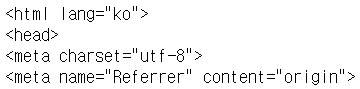 <html lang="ko">
<head>
<meta charset="utf-8">
<meta name="Referrer" content="origin">